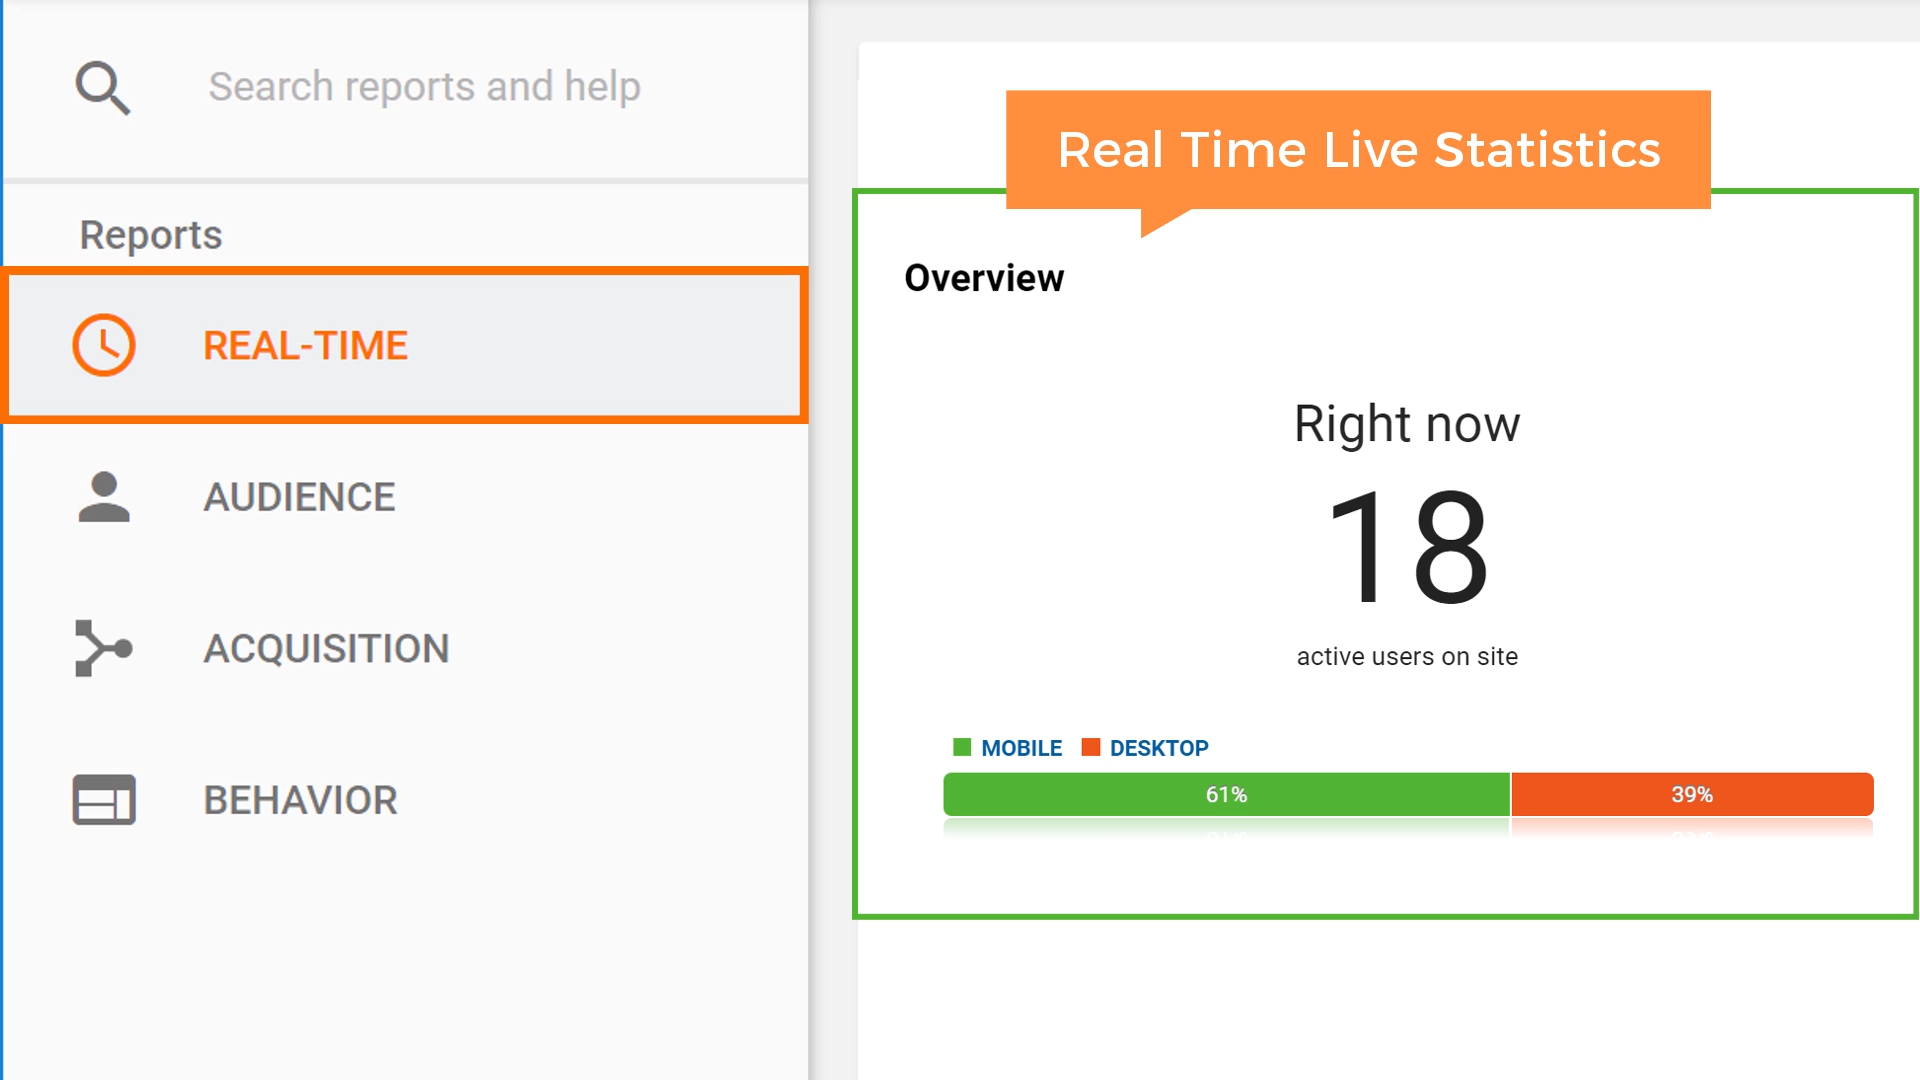 Search reports and help
Reports
REAL-TIME
AUDIENCE
ACQUISITION
BEHAVIOR
Real Time Live Statistics
Overview
Right now
18
active users on site
MOBILE DESKTOP
61% 39%